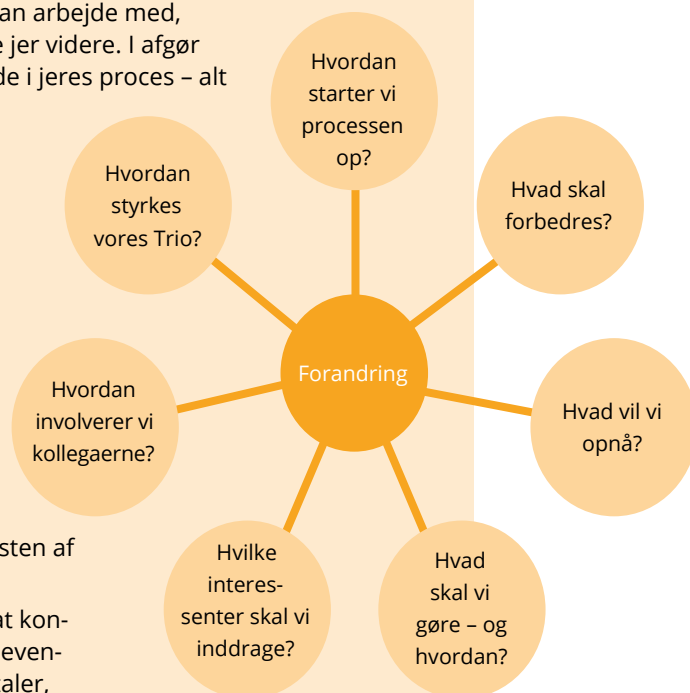 an arbejde med,
jer videre. I afgør
de i jeres proces – alt
Hvordan
starter vi
processen
op?
Hvad skal
forbedres?
Hvad vil vi
opnå?
Hvad
skal vi
gøre – og
hvordan?
Hvilke
interes-
senter skal vi
inddrage?
Hvordan
involverer vi
kollegaerne?
Hvordan
styrkes
vores Trio?
Forandring
sten af
at kon-
even-
taler,